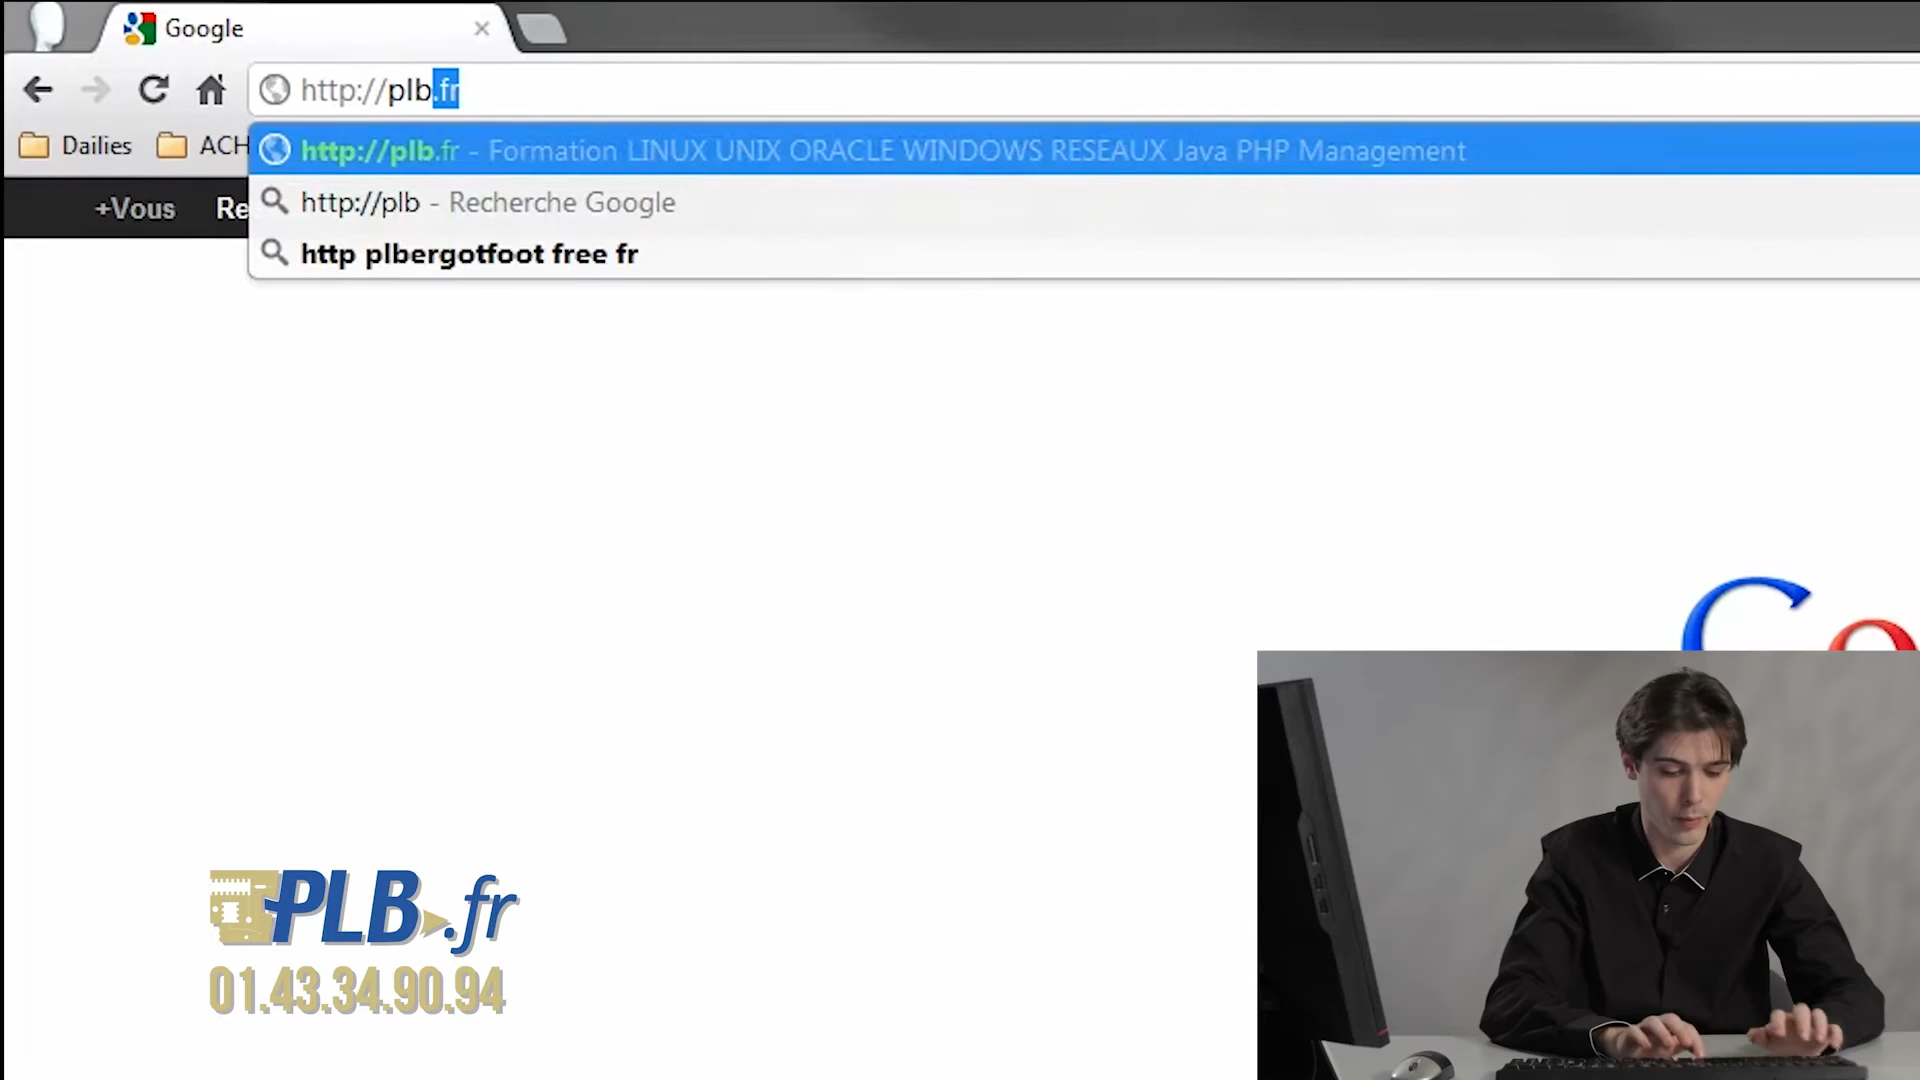 Google
http://plb.fr
Dailies ACH
http://plb.fr - Formation LINUX UNIX ORACLE WINDOWS RESEAUX Java PHP Management
+Vous Re
http://plb - Recherche Google
http plbergotfoot free fr
Go
PLB.fr
01.43.34.90.94